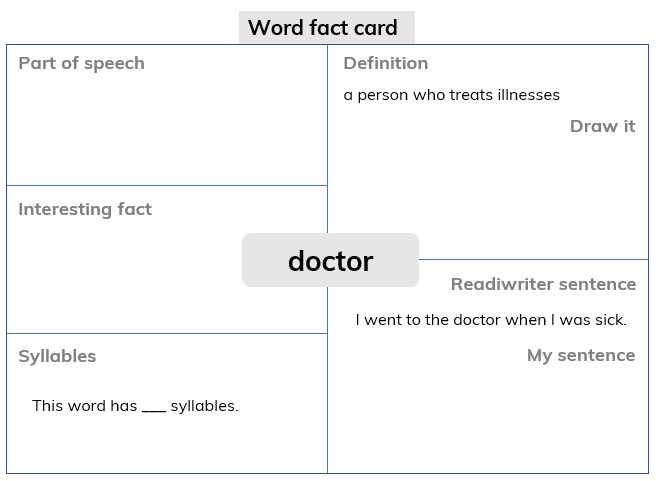 Word fact card
Part of speech
Definition
a person who treats illnesses
Draw it
Interesting fact
doctor
Readiwriter sentence
I went to the doctor when I was sick.
Syllables
My sentence
This word has ___ syllables.